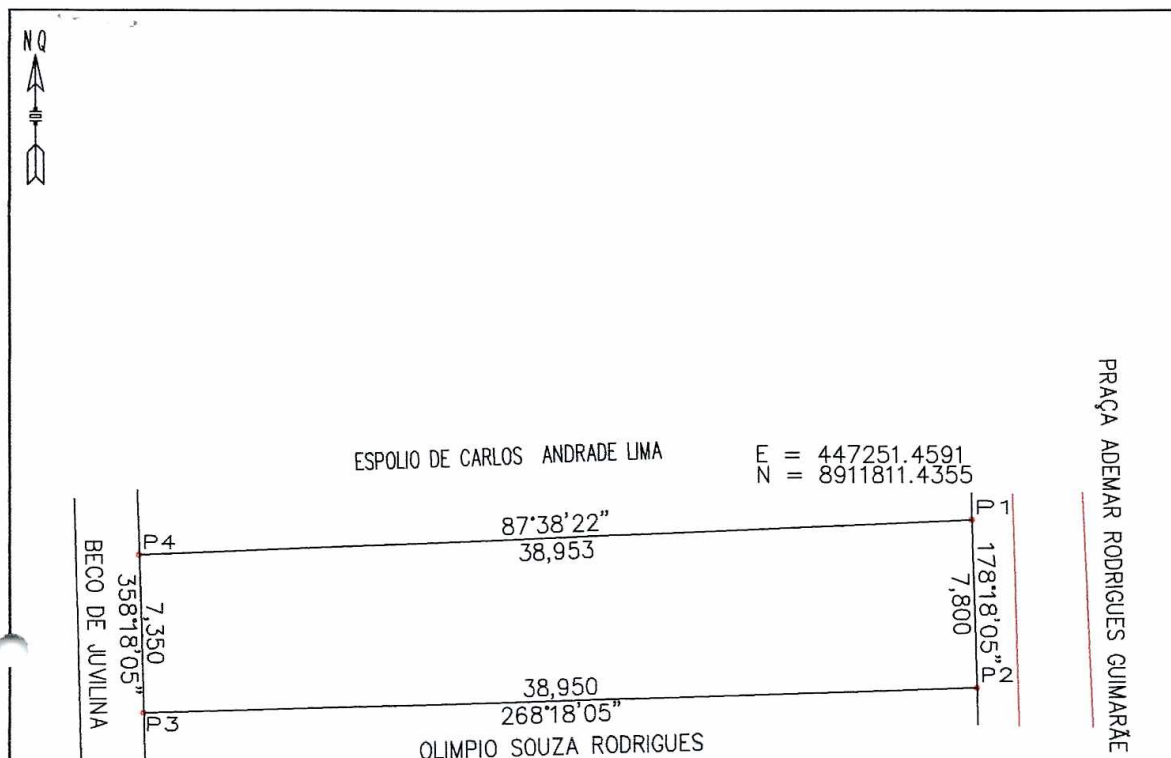 NQ
PRAÇA ADEMAR RODRIGUES GUIMARÃE
ESPOLIO DE CARLOS ANDRADE LIMA
E = 447251.4591
N = 8911811.4355
P1
87°38'22"
38,953
P4
178°18'05"
7,800
BECO DE JUVILINA
358°18'05"
7,350
P2
38,950
268°18'05"
P3
OLIMPIO SOUZA RODRIGUES